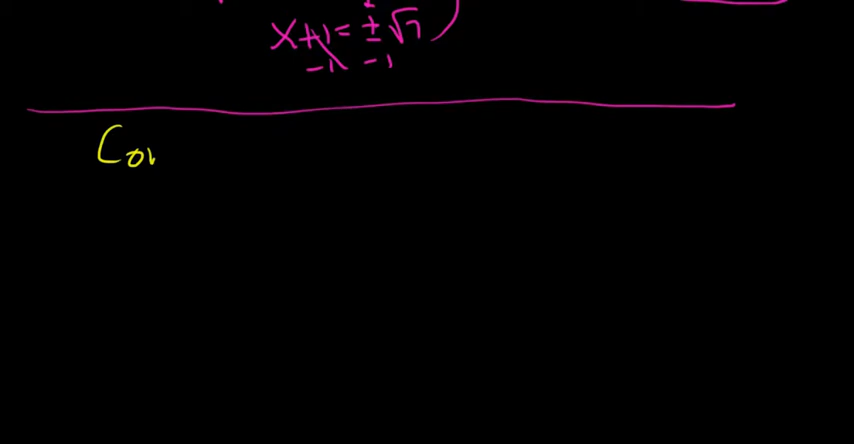 x+1 = ± √7
-1 -1
Co